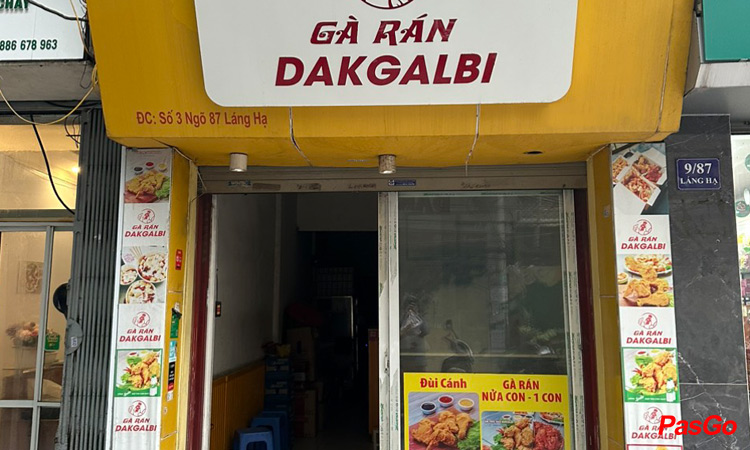 CHAY
886 678 963
GÀ RÁN
DAKGALBI
ĐC: Số 3 Ngõ 87 Láng Hạ
9/87
LÁNG HẠ
GÀ RÁN
DAKGALBI
GÀ RÁN
DAKGALBI
GÀ RÁN
DAKGALBI
GÀ RÁN
DAKGALBI
GÀ RÁN
DAKGALBI
GÀ RÁN
DAKGALBI
Đùi Cánh
GÀ RÁN
NỬA CON - 1 CON
PasGo